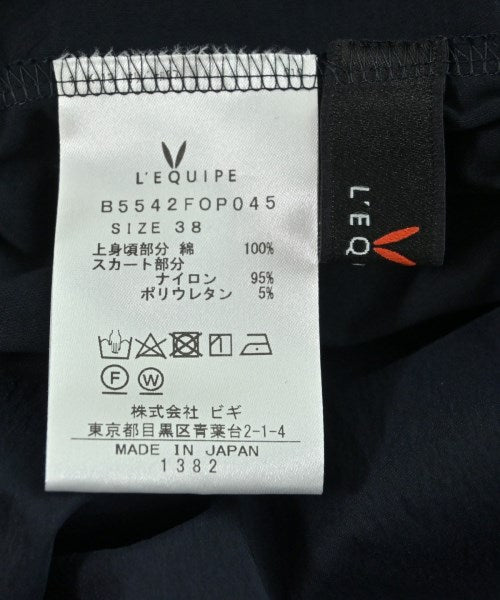 L'EQUIPE
B5542FOP045
SIZE 38
上身頃部分 綿 100%
スカート部分
ナイロン 95%
ポリウレタン 5%
F W
株式会社 ビギ
東京都目黒区青葉台2-1-4
MADE IN JAPAN
1382
L'EQ